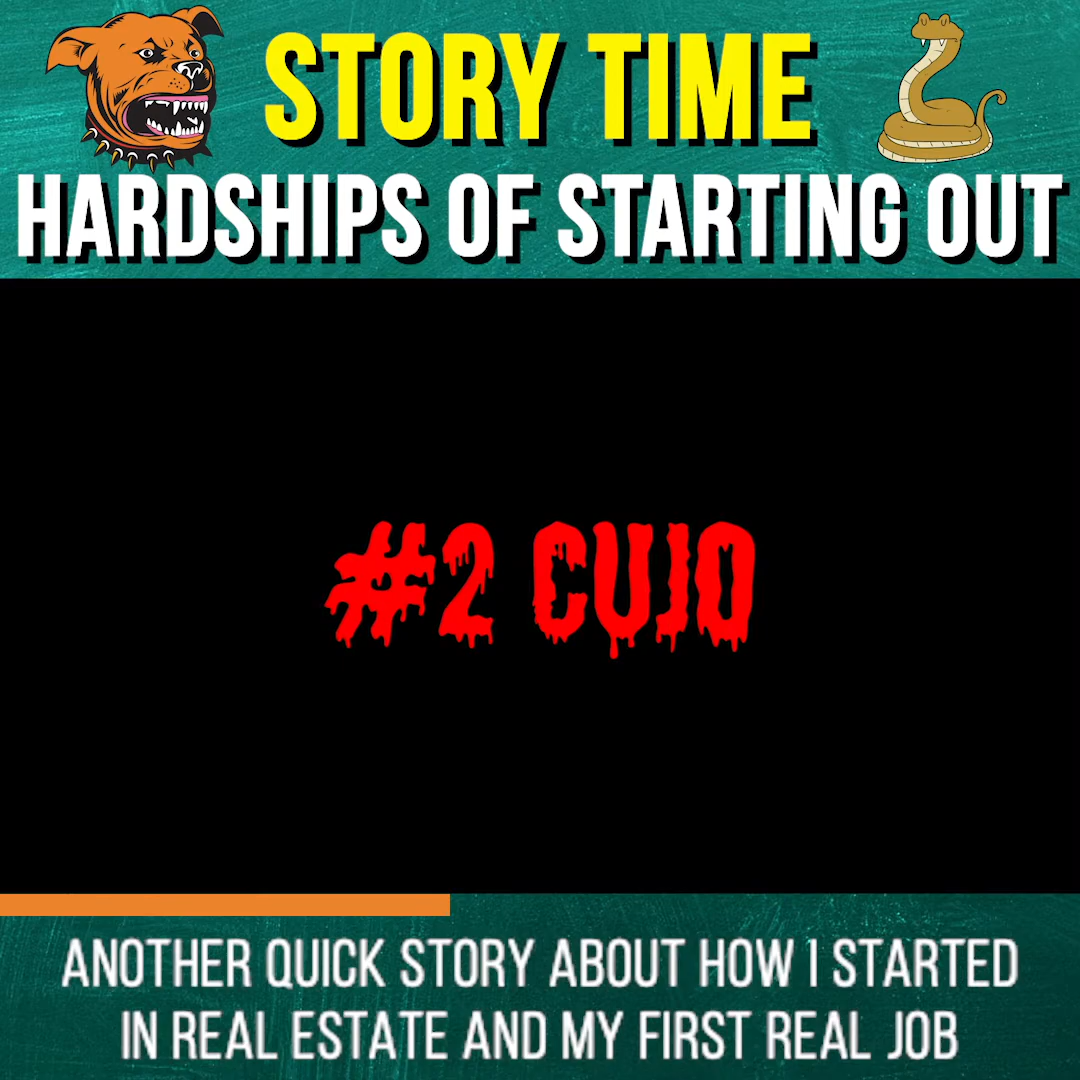 STORY TIME
HARDSHIPS OF STARTING OUT
#2 CUJO
ANOTHER QUICK STORY ABOUT HOW I STARTED
IN REAL ESTATE AND MY FIRST REAL JOB